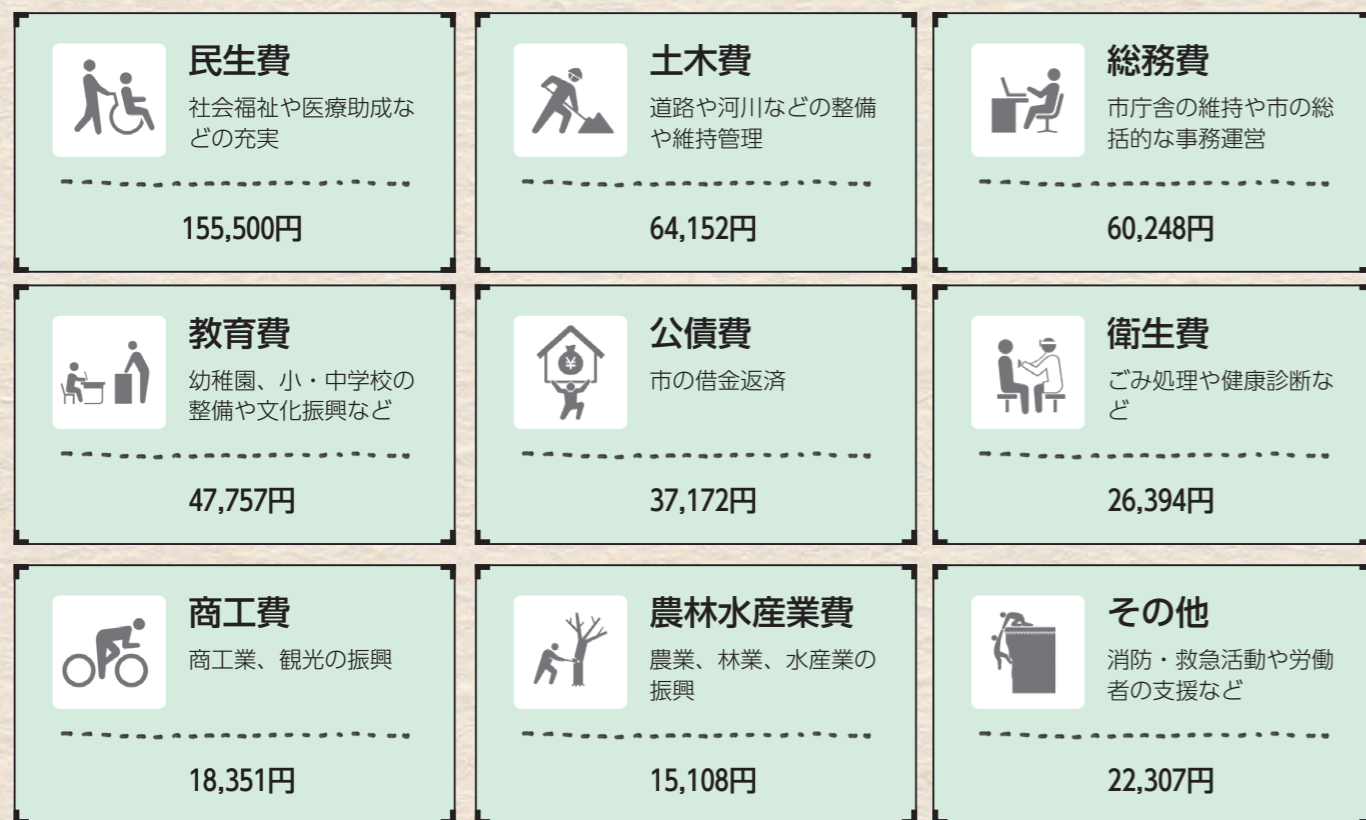 民生費
社会福祉や医療助成な
どの充実
155,500円
土木費
道路や河川などの整備
や維持管理
64,152円
総務費
市庁舎の維持や市の総
括的な事務運営
60,248円
教育費
幼稚園、小・中学校の
整備や文化振興など
47,757円
公債費
¥
市の借金返済
37,172円
衛生費
ごみ処理や健康診断な
ど
26,394円
商工費
商工業、観光の振興
18,351円
農林水産業費
農業、林業、水産業の
振興
15,108円
その他
消防・救急活動や労働
者の支援など
22,307円